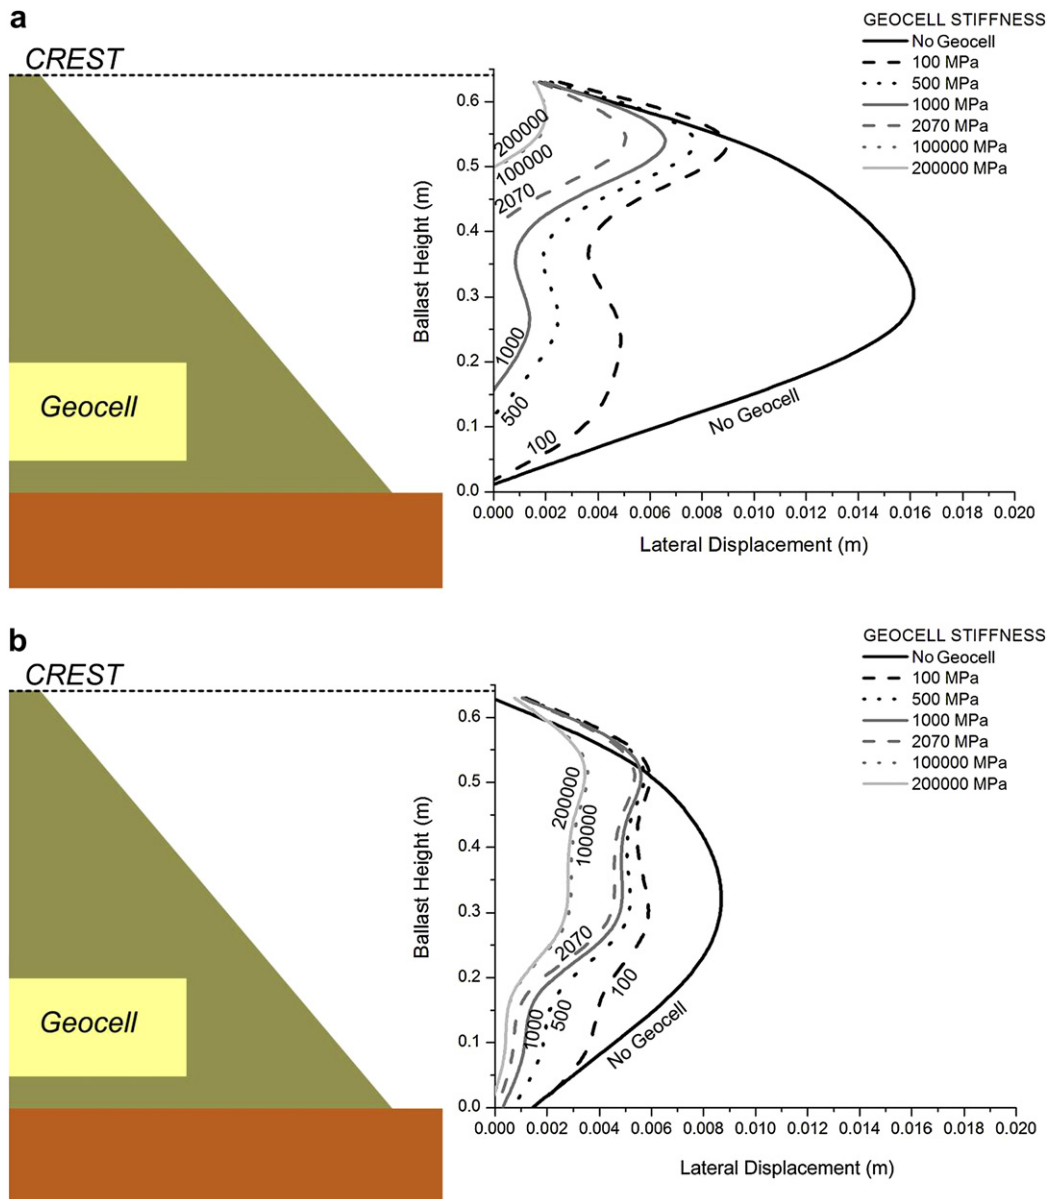 a
CREST
Geocell
GEOCELL STIFFNESS
No Geocell
100 MPa
500 MPa
1000 MPa
2070 MPa
100000 MPa
200000 MPa
Ballast Height (m)
0.6
0.5
0.4
0.3
0.2
0.1
0.0
200000
100000
2070
1000
500
100
No Geocell
0.000 0.002 0.004 0.006 0.008 0.010 0.012 0.014 0.016 0.018 0.020
Lateral Displacement (m)
b
CREST
Geocell
GEOCELL STIFFNESS
No Geocell
100 MPa
500 MPa
1000 MPa
2070 MPa
100000 MPa
200000 MPa
Ballast Height (m)
0.6
0.5
0.4
0.3
0.2
0.1
0.0
200000
100000
2070
1000
500
100
No Geocell
0.000 0.002 0.004 0.006 0.008 0.010 0.012 0.014 0.016 0.018 0.020
Lateral Displacement (m)